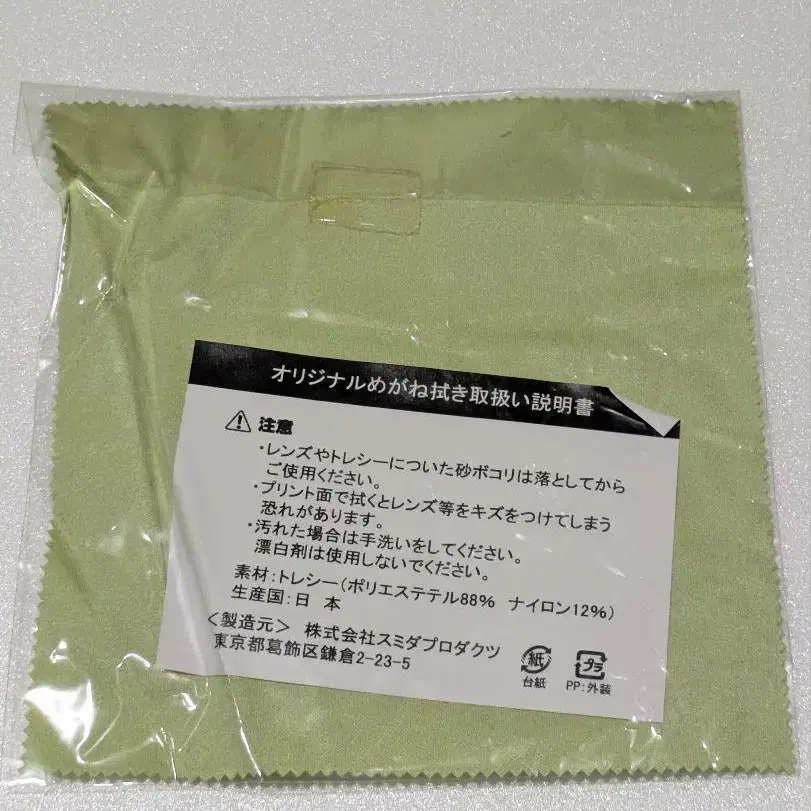 オリジナルめがね拭き取扱い説明書
注意
・レンズやトレシーについた砂ボコリは落としてから
ご使用ください。
・プリント面で拭くとレンズ等をキズをつけてしまう
恐れがあります。
・汚れた場合は手洗いをしてください。
漂白剤は使用しないでください。
素材:トレシー(ポリエステテル88% ナイロン12%)
生産国:日 本
<製造元> 株式会社スミダプロダクツ
東京都葛飾区鎌倉2-23-5
紙 プラ
台紙 PP:外装